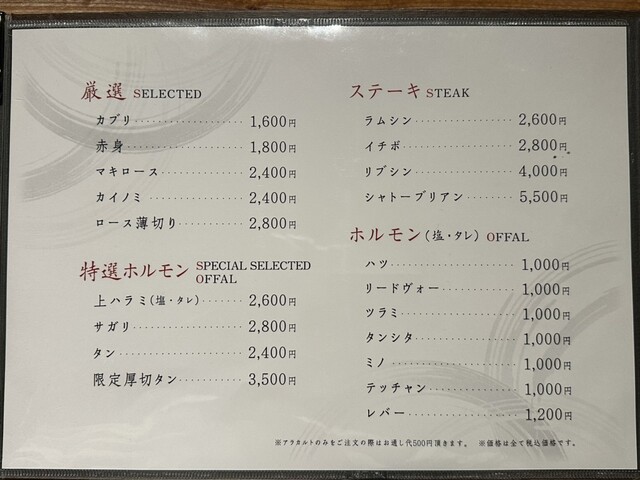 厳選 SELECTED
カブリ 1,600円
赤身 1,800円
マキロース 2,400円
カイノミ 2,400円
ロース薄切り 2,800円
特選ホルモン SPECIAL SELECTED OFFAL
上ハラミ(塩・タレ) 2,600円
サガリ 2,800円
タン 2,400円
限定厚切タン 3,500円
ステーキ STEAK
ラムシン 2,600円
イチボ 2,800円
リブシン 4,000円
シャトーブリアン 5,500円
ホルモン(塩・タレ) OFFAL
ハツ 1,000円
リードヴォー 1,000円
ツラミ 1,000円
タンシタ 1,000円
ミノ 1,000円
テッチャン 1,000円
レバー 1,200円
※アラカルトのみをご注文の際はお通し代500円頂きます。 ※価格は全て税込価格です。